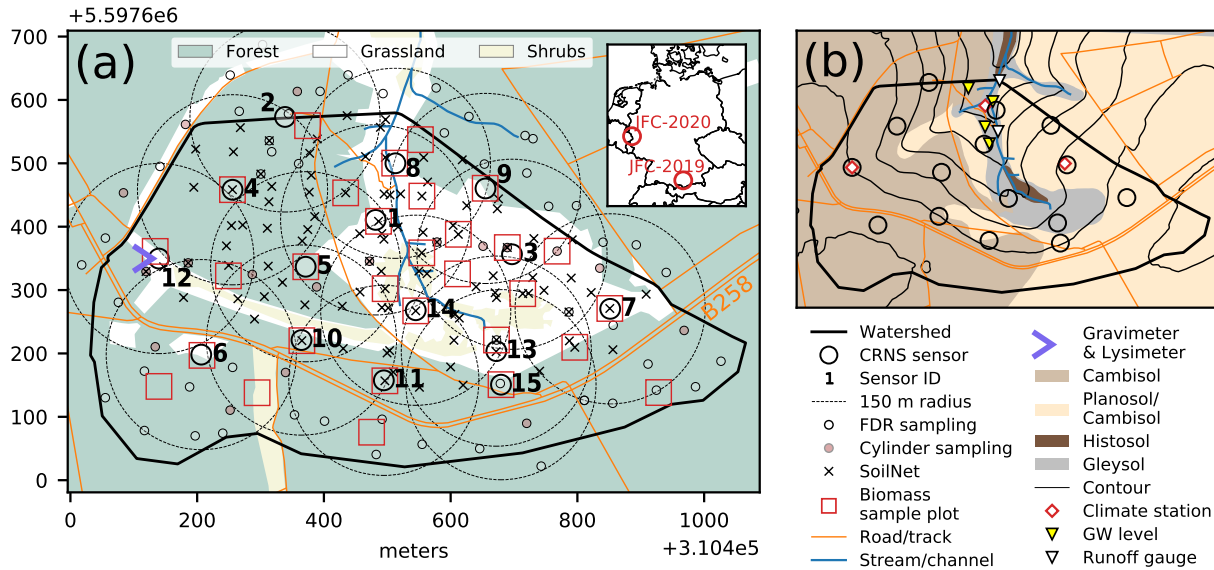 +5.5976e6
(a)
Forest
Grassland
Shrubs
JFC-2020
JFC-2019
700
600
500
400
300
200
100
0
0
200
400
600
800
1000
meters
+3.104e5
2
4
8
9
1
3
5
12
14
7
10
13
6
11
15
B258
(b)
Watershed
CRNS sensor
1
Sensor ID
150 m radius
FDR sampling
Cylinder sampling
SoilNet
Biomass
sample plot
Road/track
Stream/channel
Gravimeter
& Lysimeter
Cambisol
Planosol/
Cambisol
Histosol
Gleysol
Contour
Climate station
GW level
Runoff gauge